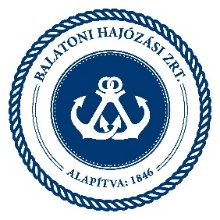 BALATONI HAJÓZÁSI ZRT.
ALAPÍTVA: 1846